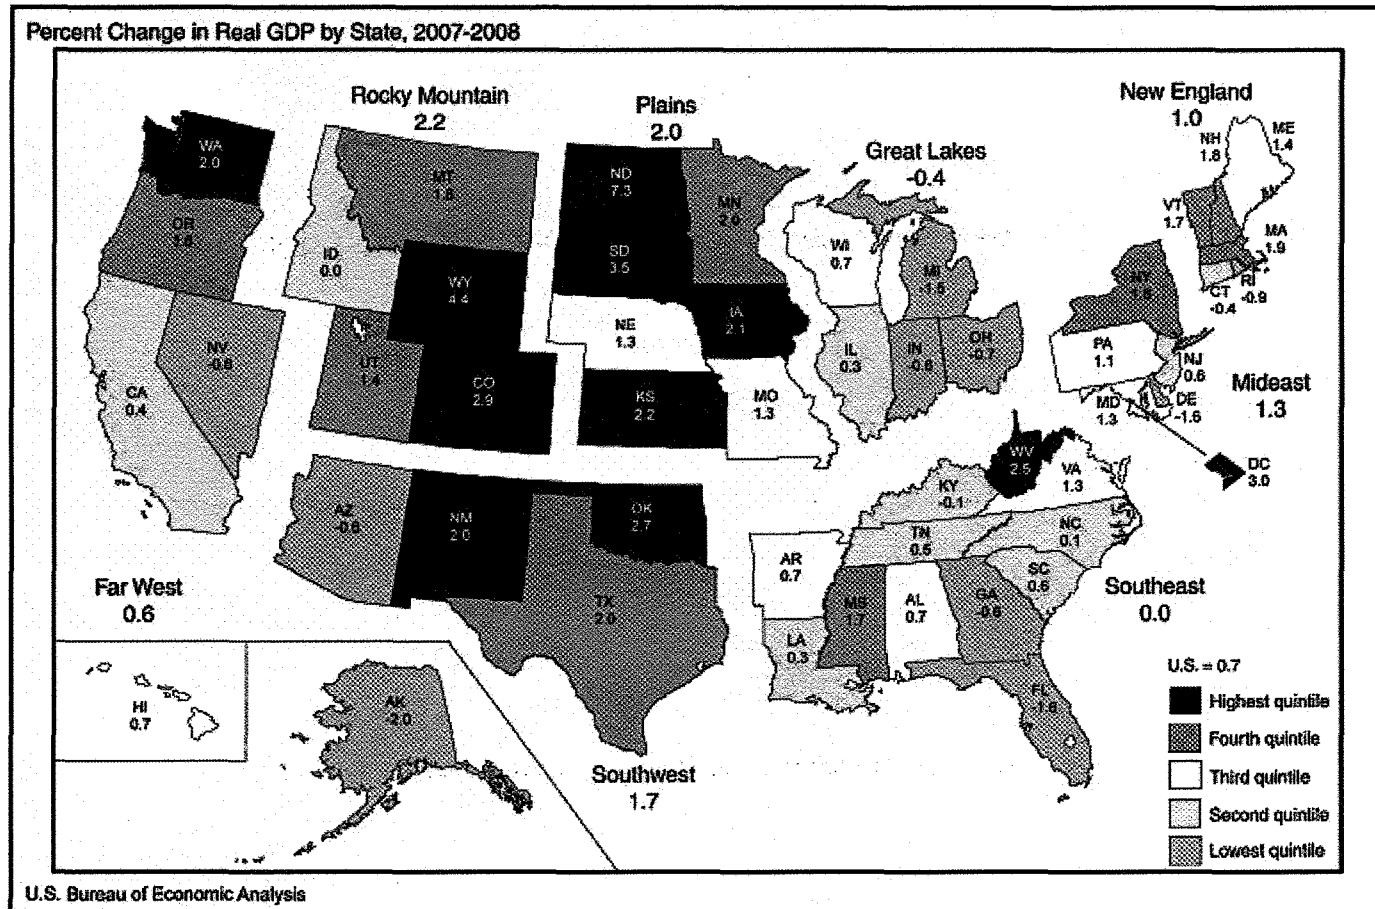 Percent Change in Real GDP by State, 2007-2008
Rocky Mountain
2.2
Plains
2.0
Great Lakes
-0.4
New England
1.0
Mideast
1.3
Southeast
0.0
Southwest
1.7
Far West
0.6
WA
2.0
OR
CA
0.4
NV
ID
0.0
MT
WY
4.4
UT
1.4
CO
2.9
AZ
NM
2.0
ND
7.3
SD
3.5
NE
1.3
KS
2.2
MN
2.0
IA
2.1
MO
1.3
OK
2.7
TX
2.0
WI
0.7
MI
IL
0.3
IN
OH
-0.7
NH
1.8
ME
1.4
VT
1.7
MA
1.9
RI
-0.9
CT
-0.4
NY
PA
1.1
NJ
0.6
MD
1.3
DE
-1.6
DC
3.0
WV
2.5
VA
1.3
KY
-0.1
TN
0.5
NC
0.1
SC
0.6
AR
0.7
LA
0.3
MS
1.7
AL
0.7
GA
-0.6
FL
-1.6
HI
0.7
AK
-2.0
U.S. = 0.7
Highest quintile
Fourth quintile
Third quintile
Second quintile
Lowest quintile
U.S. Bureau of Economic Analysis